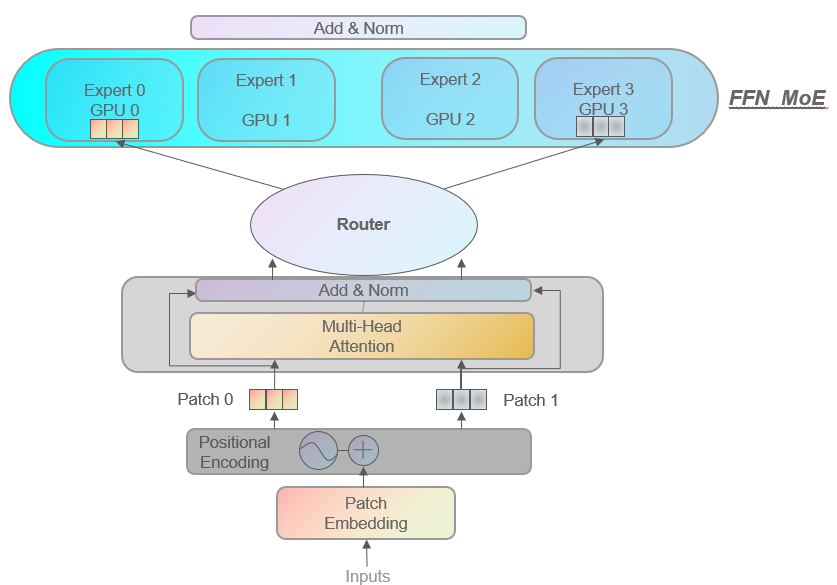 Add & Norm
Expert 0
GPU 0
Expert 1
GPU 1
Expert 2
GPU 2
Expert 3
GPU 3
FFN_MoE
Router
Add & Norm
Multi-Head
Attention
Patch 0
Patch 1
Positional
Encoding
Patch
Embedding
Inputs